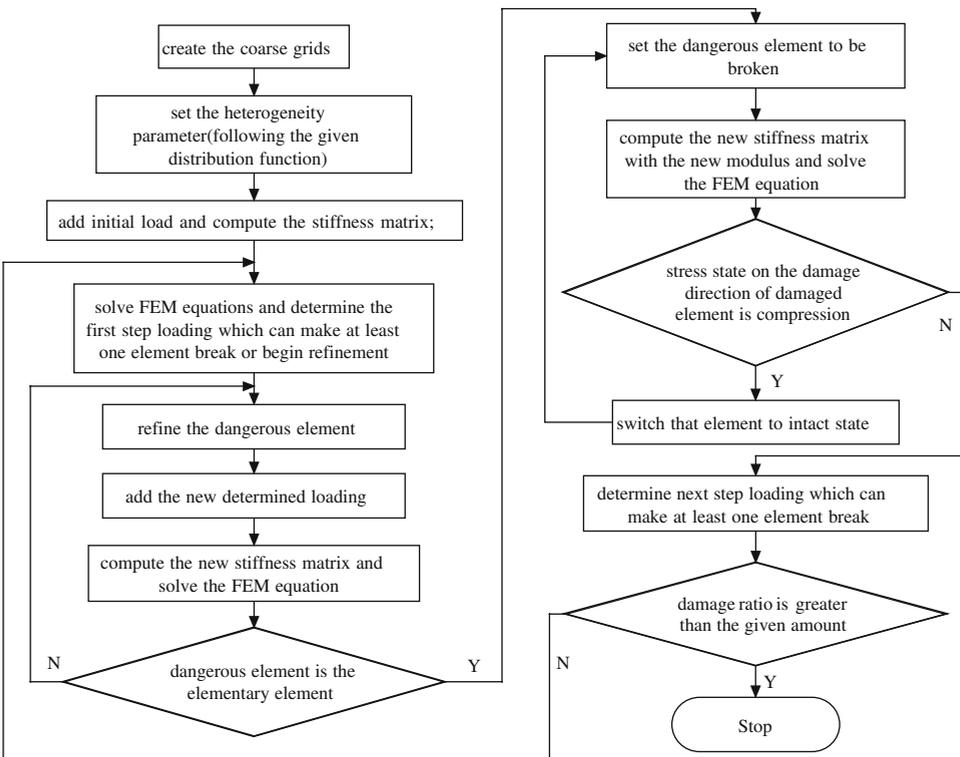 create the coarse grids
set the heterogeneity
parameter(following the given
distribution function)
add initial load and compute the stiffness matrix;
solve FEM equations and determine the
first step loading which can make at least
one element break or begin refinement
refine the dangerous element
add the new determined loading
compute the new stiffness matrix and
solve the FEM equation
dangerous element is the
elementary element
N
Y
set the dangerous element to be
broken
compute the new stiffness matrix
with the new modulus and solve
the FEM equation
stress state on the damage
direction of damaged
element is compression
N
Y
switch that element to intact state
determine next step loading which can
make at least one element break
damage ratio is greater
than the given amount
N
Y
Stop